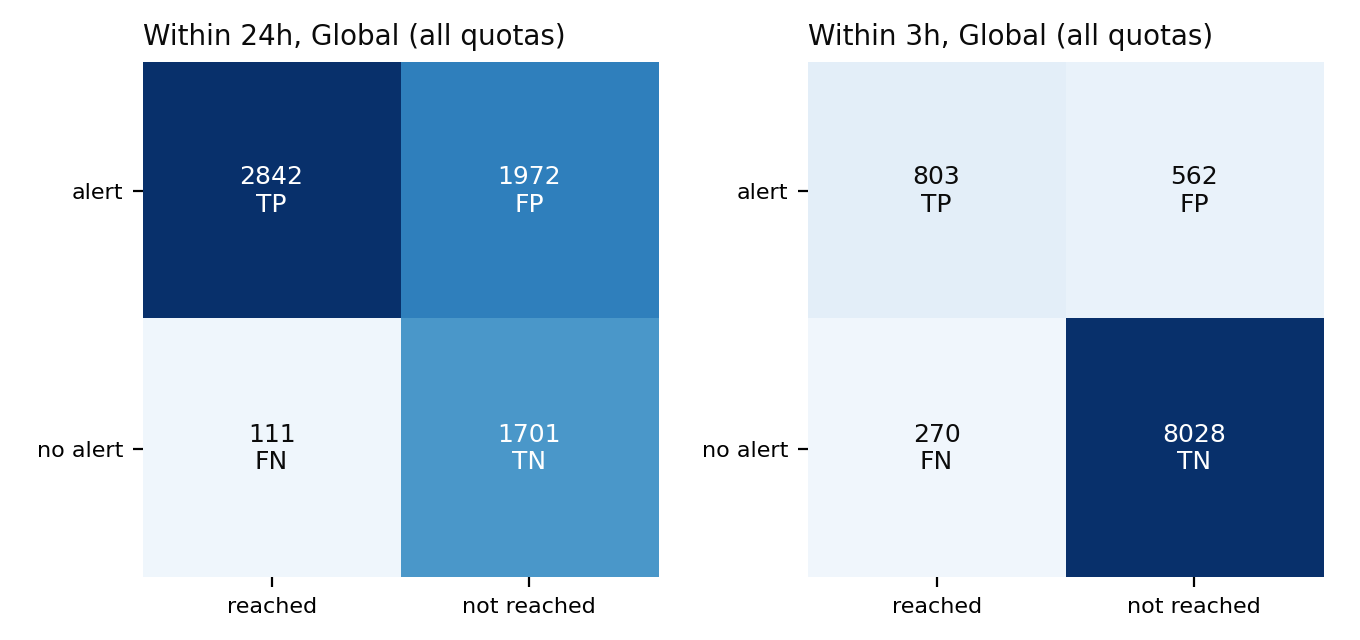 Within 24h, Global (all quotas)
alert
2842
TP
1972
FP
no alert
111
FN
1701
TN
reached
not reached
Within 3h, Global (all quotas)
alert
803
TP
562
FP
no alert
270
FN
8028
TN
reached
not reached